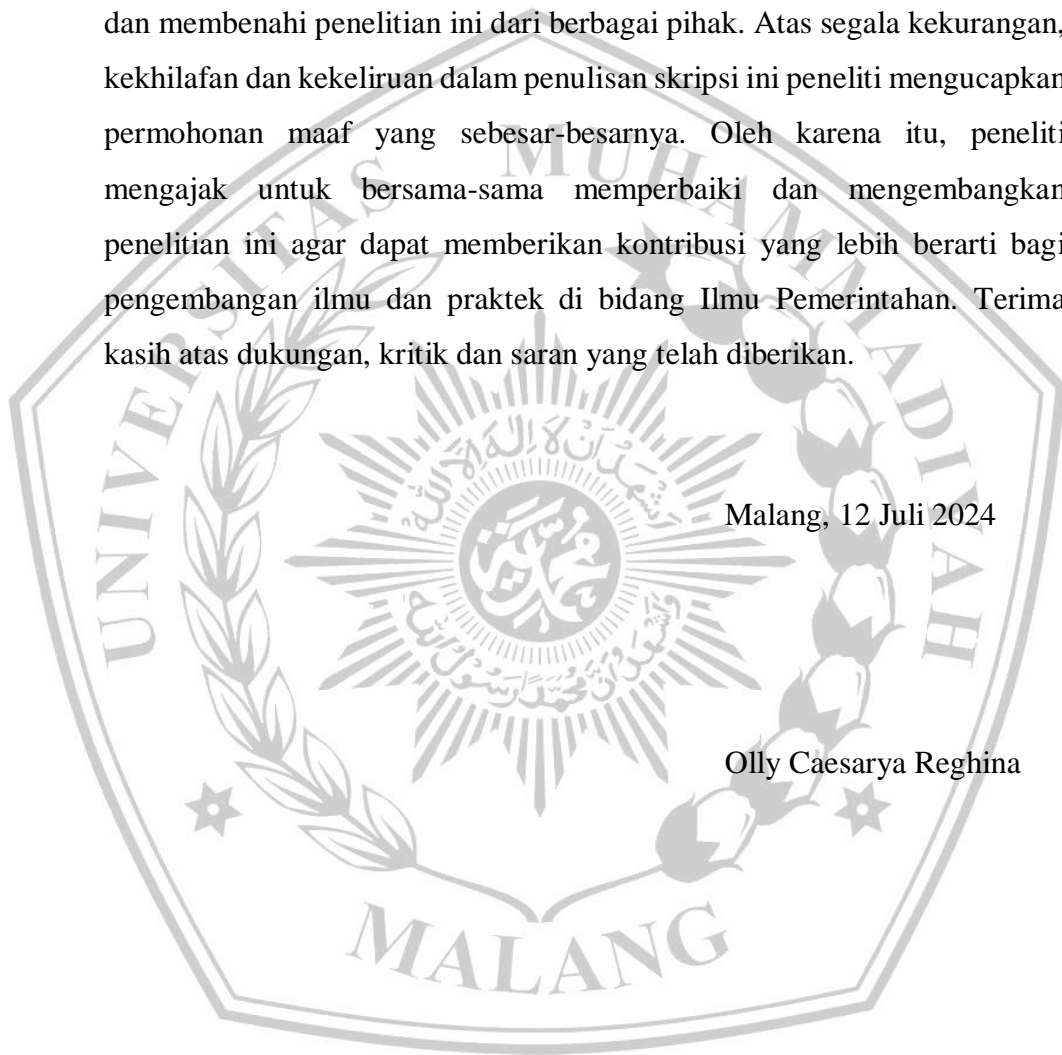 dan membenahi penelitian ini dari berbagai pihak. Atas segala kekurangan,
kekhilafan dan kekeliruan dalam penulisan skripsi ini peneliti mengucapkan
permohonan maaf yang sebesar-besarnya. Oleh karena itu, peneliti
mengajak untuk bersama-sama memperbaiki dan mengembangkan
penelitian ini agar dapat memberikan kontribusi yang lebih berarti bagi
pengembangan ilmu dan praktek di bidang Ilmu Pemerintahan. Terima
kasih atas dukungan, kritik dan saran yang telah diberikan.
Malang, 12 Juli 2024
Olly Caesarya Reghina
UNIVERSITAS MUHAMMADIYAH
MALANG